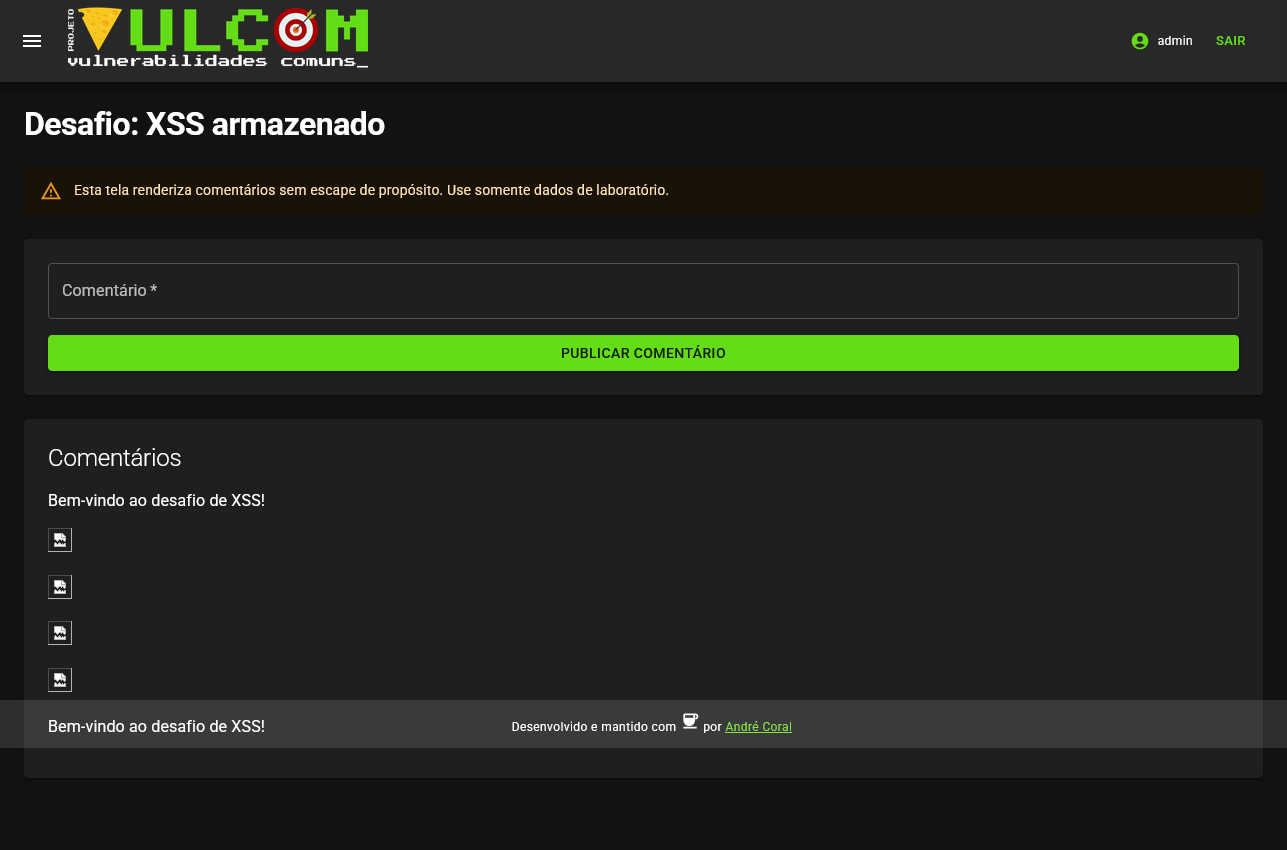 PROJETO VULCOM
vulnerabilidades comuns_
admin SAIR
Desafio: XSS armazenado
Esta tela renderiza comentários sem escape de propósito. Use somente dados de laboratório.
Comentário *
PUBLICAR COMENTÁRIO
Comentários
Bem-vindo ao desafio de XSS!
Bem-vindo ao desafio de XSS!
Desenvolvido e mantido com por André Coral